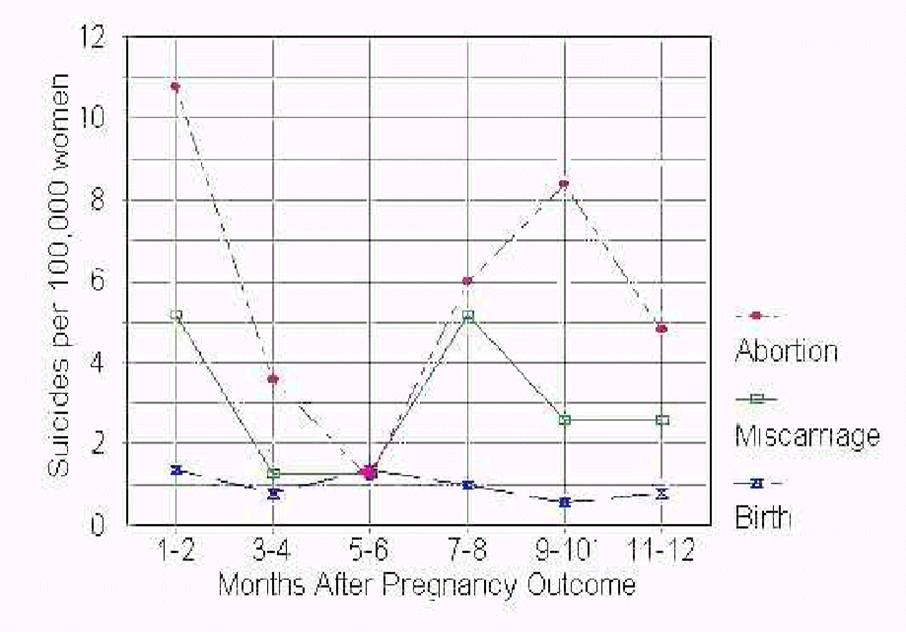 Suicides per 100,000 women
12
10
8
6
4
2
0
1-2 3-4 5-6 7-8 9-10 11-12
Months After Pregnancy Outcome
Abortion
Miscarriage
Birth